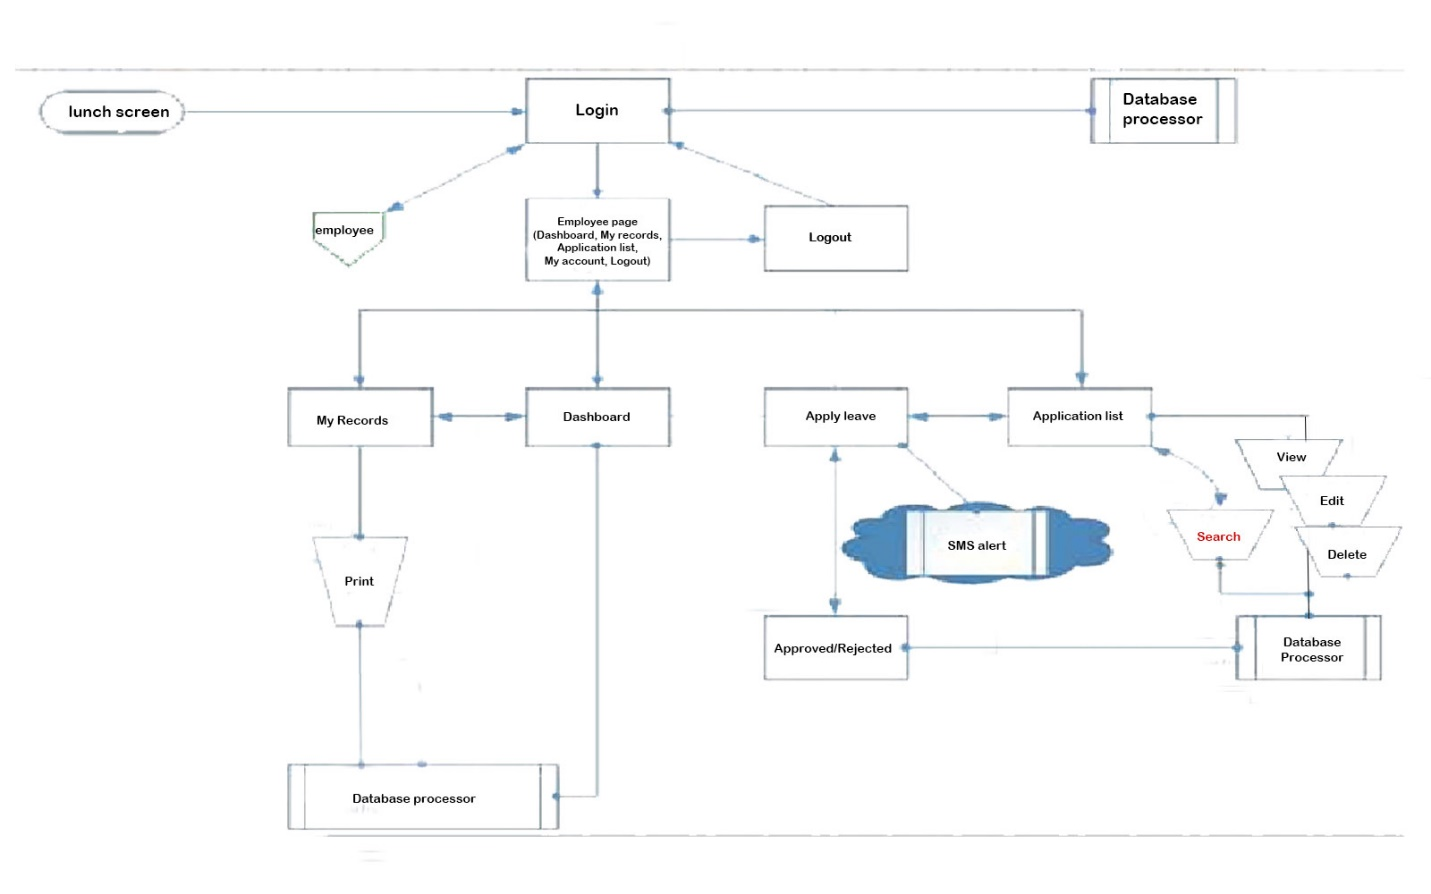 lunch screen
Login
Database
processor
employee
Employee page
(Dashboard, My records,
Application list,
My account, Logout)
Logout
My Records
Dashboard
Apply leave
Application list
View
Edit
Delete
Search
SMS alert
Print
Approved/Rejected
Database
Processor
Database processor